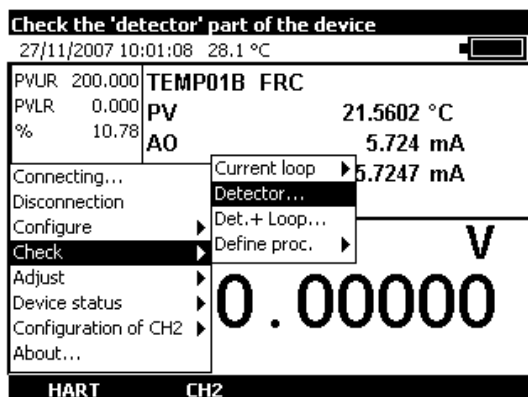 Check the 'detector' part of the device
27/11/2007 10:01:08 28.1 °C
PVUR 200.000
PVLR 0.000
% 10.78
TEMP01B FRC
PV 21.5602 °C
AO 5.724 mA
5.7247 mA
Connecting...
Disconnection
Configure
Check
Adjust
Device status
Configuration of CH2
About...
Current loop
Detector...
Det.+ Loop...
Define proc.
V
0.00000
HART CH2